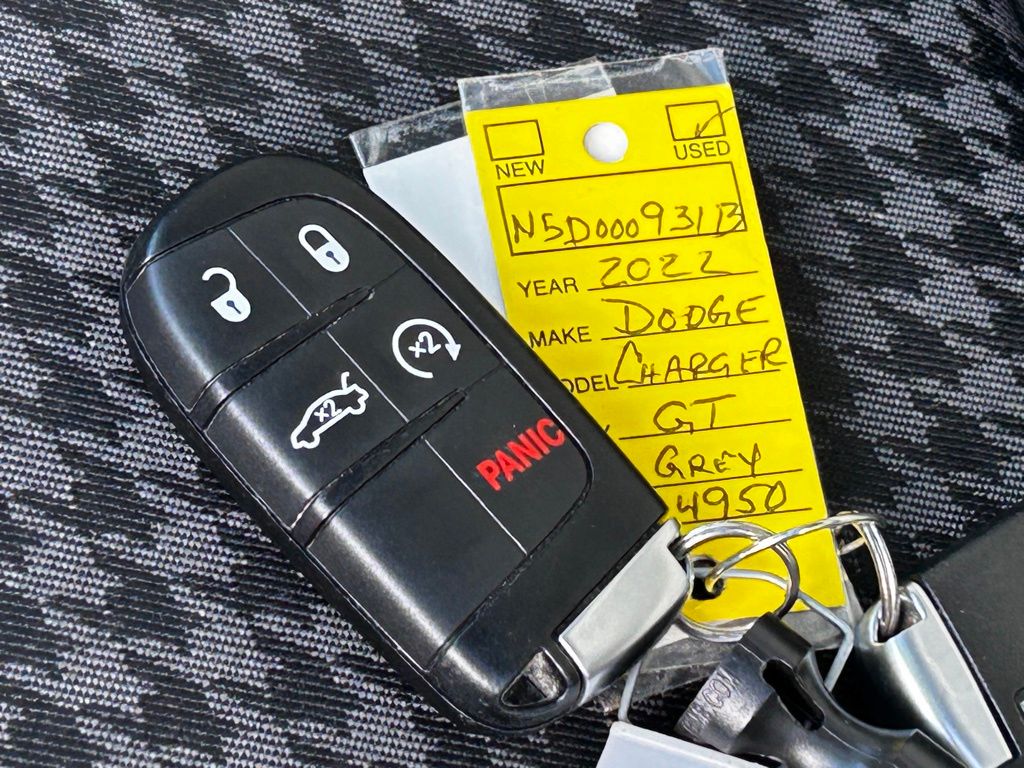 NEW
USED
N5D000931B
YEAR 2022
MAKE DODGE
ODEL CHARGER
GT
GREY
4950
X2
X2
PANIC